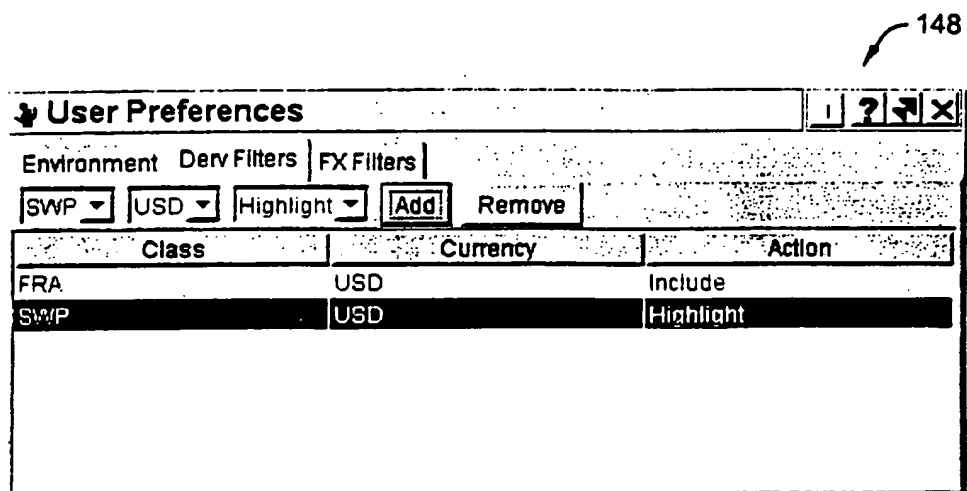 148
User Preferences
Environment Derv Filters FX Filters
SWP USD Highlight Add Remove
Class Currency Action
FRA USD Include
SWP USD Highlight